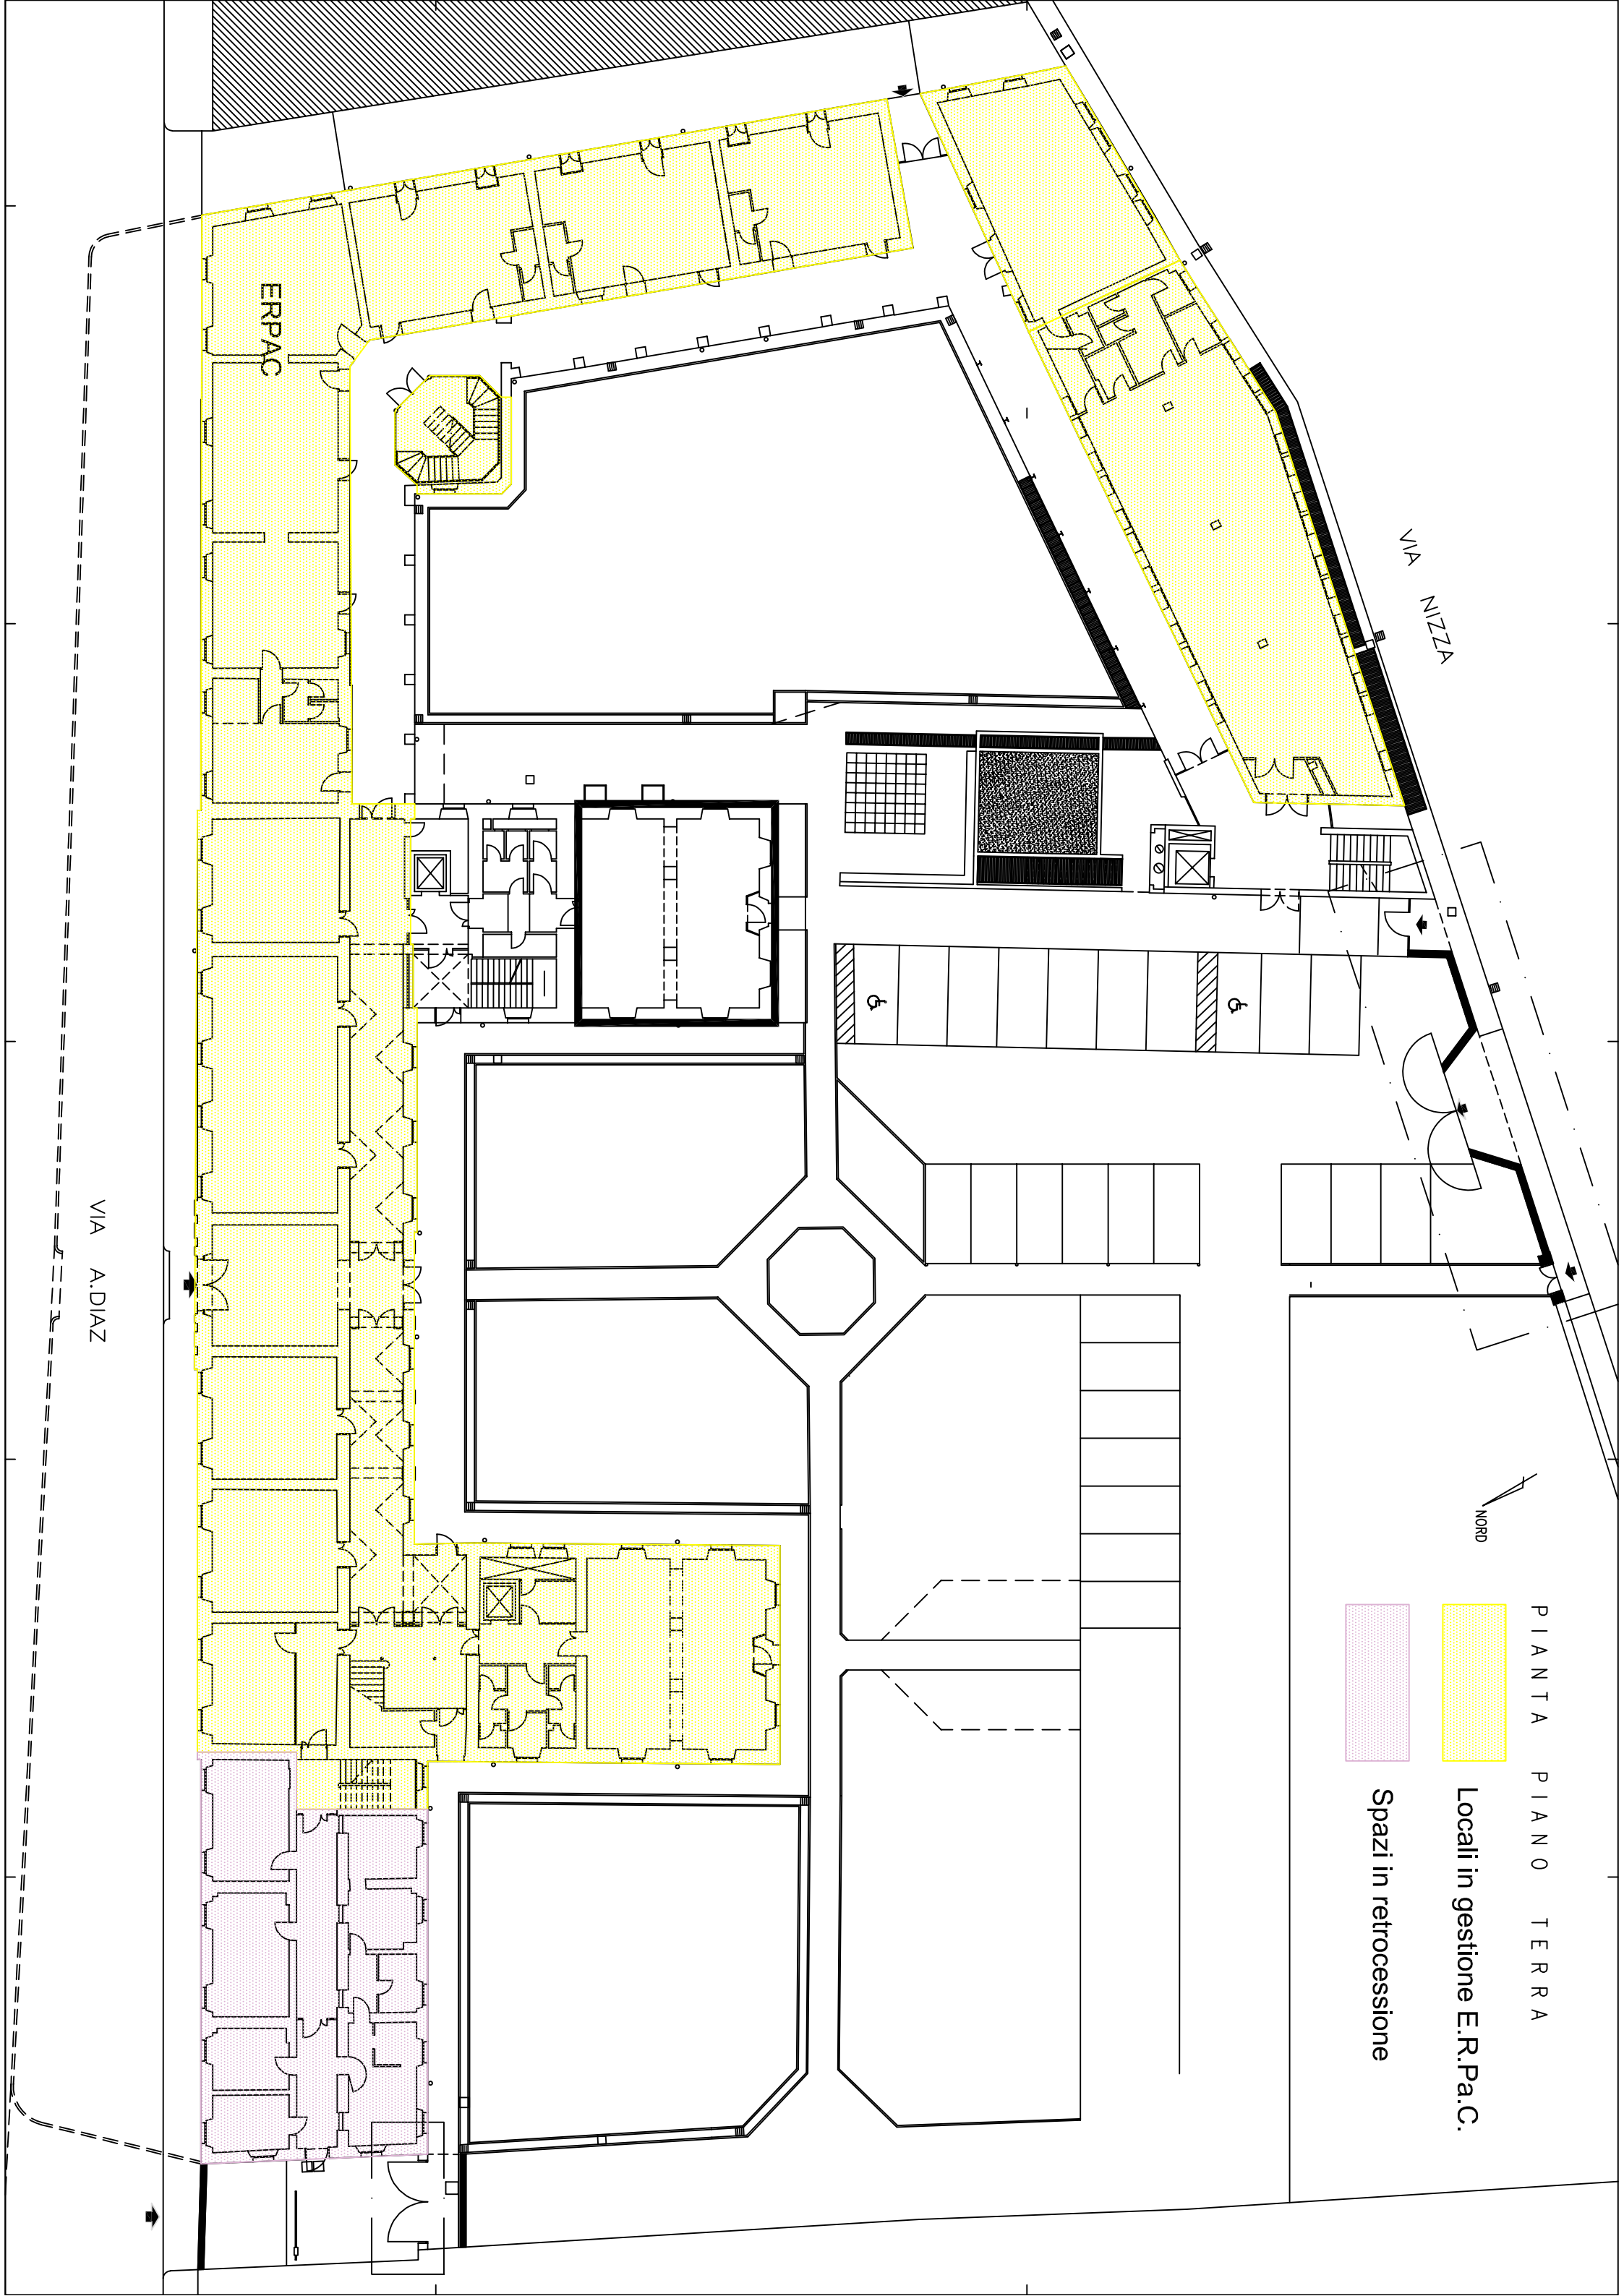 PIANTA PIANO TERRA
Locali in gestione E.R.Pa.C.
Spazi in retrocessione
NORD
VIA NIZZA
ERPAC
VIA A.DIAZ